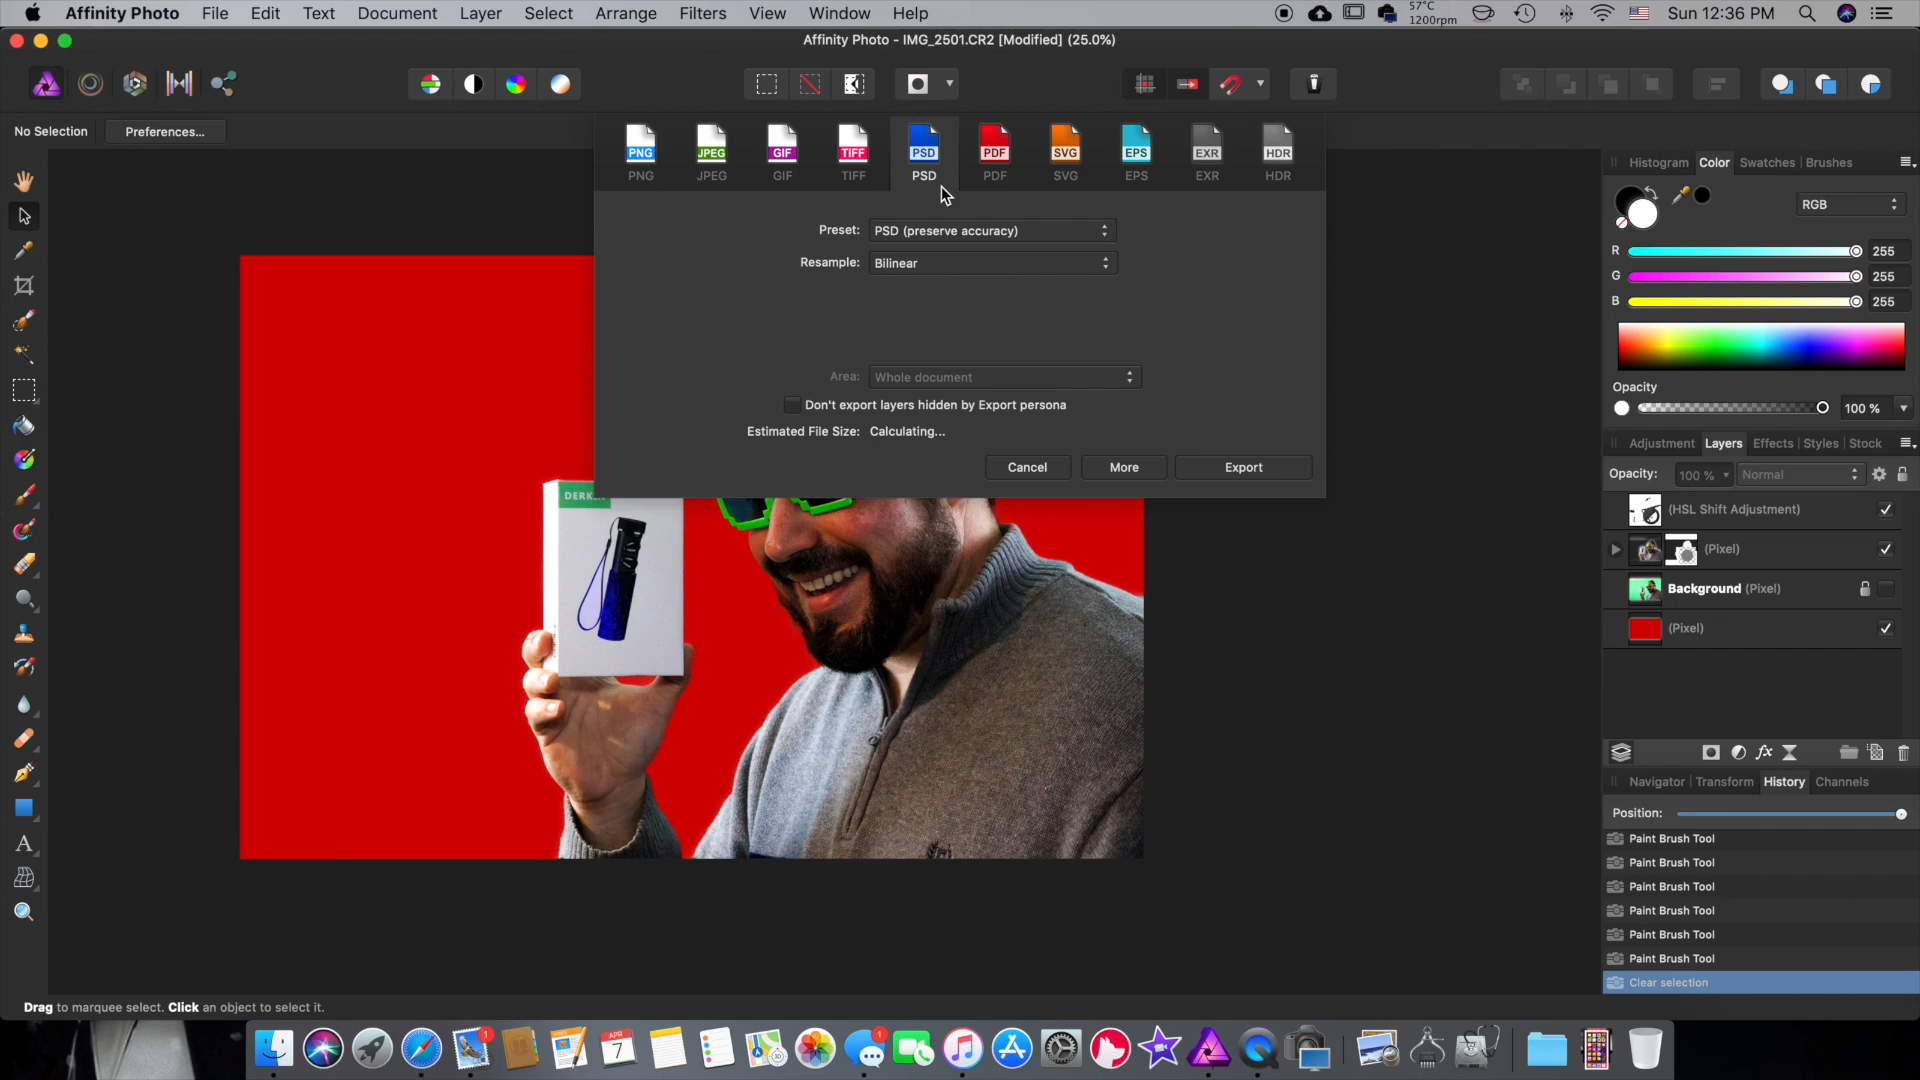 Affinity Photo File Edit Text Document Layer Select Arrange Filters View Window Help 57°C 1200rpm Sun 12:36 PM
Affinity Photo - IMG_2501.CR2 [Modified] (25.0%)
No Selection Preferences...
PNG JPEG GIF TIFF PSD PDF SVG EPS EXR HDR
PNG JPEG GIF TIFF PSD PDF SVG EPS EXR HDR
Preset: PSD (preserve accuracy)
Resample: Bilinear
Area: Whole document
Don't export layers hidden by Export persona
Estimated File Size: Calculating...
Cancel More Export
DERK
Histogram Color Swatches Brushes
RGB
R 255
G 255
B 255
Opacity
100 %
Adjustment Layers Effects Styles Stock
Opacity: 100 % Normal
(HSL Shift Adjustment)
(Pixel)
Background (Pixel)
(Pixel)
fx
Navigator Transform History Channels
Position:
Paint Brush Tool
Paint Brush Tool
Paint Brush Tool
Paint Brush Tool
Paint Brush Tool
Paint Brush Tool
Clear selection
Drag to marquee select. Click an object to select it.
1 APR 7 1